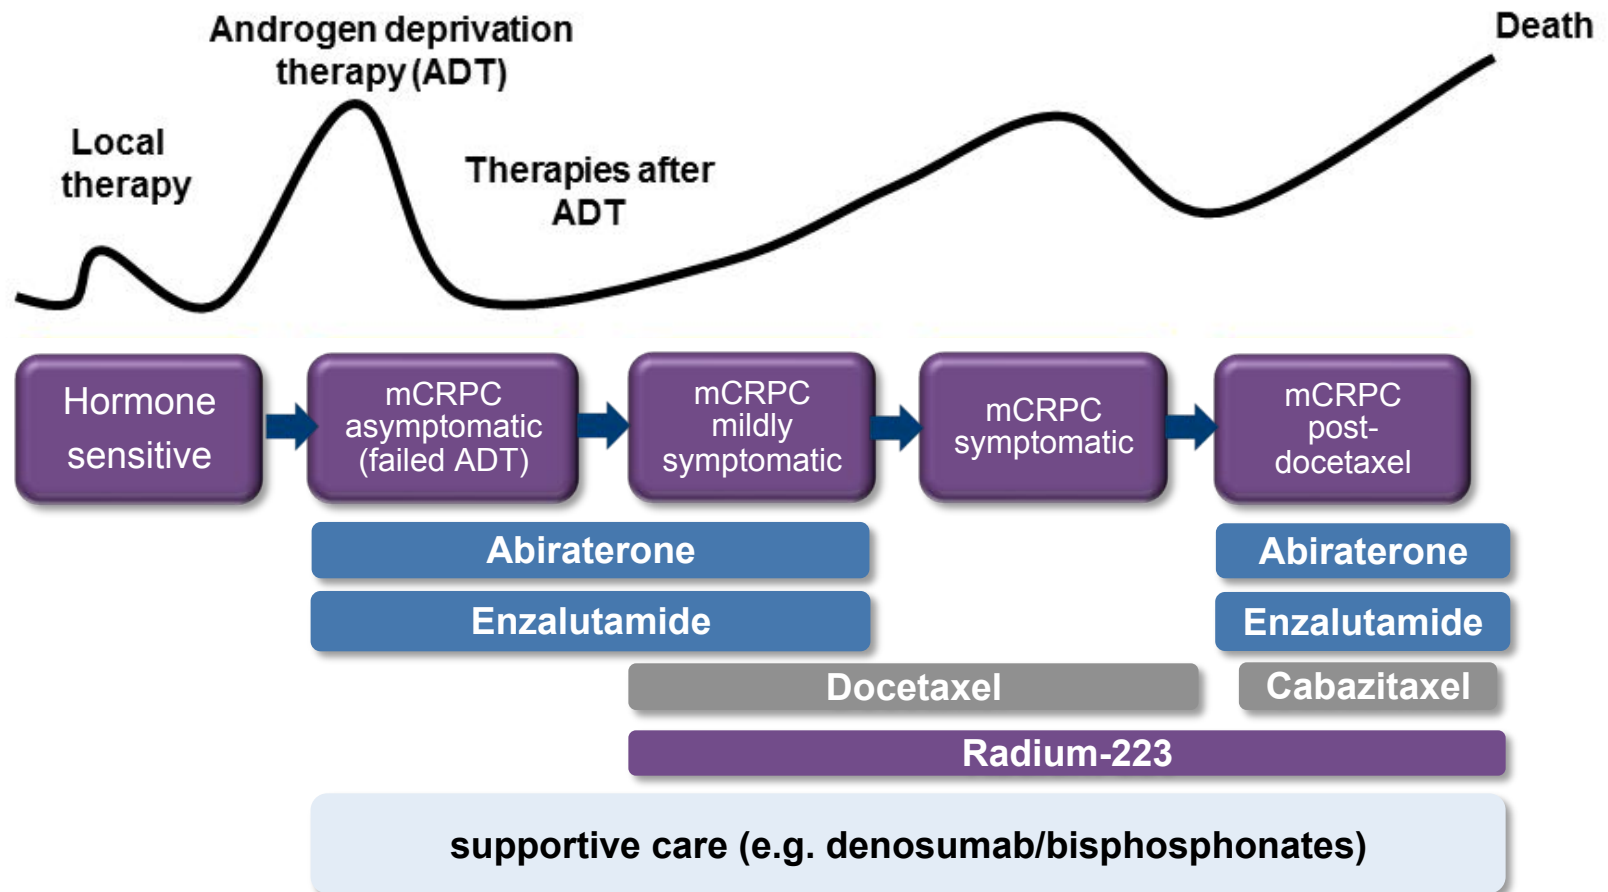 Androgen deprivation
therapy (ADT)
Death
Local
therapy
Therapies after
ADT
Hormone
sensitive
mCRPC
asymptomatic
(failed ADT)
mCRPC
mildly
symptomatic
mCRPC
symptomatic
mCRPC
post-
docetaxel
Abiraterone
Abiraterone
Enzalutamide
Enzalutamide
Docetaxel
Cabazitaxel
Radium-223
supportive care (e.g. denosumab/bisphosphonates)